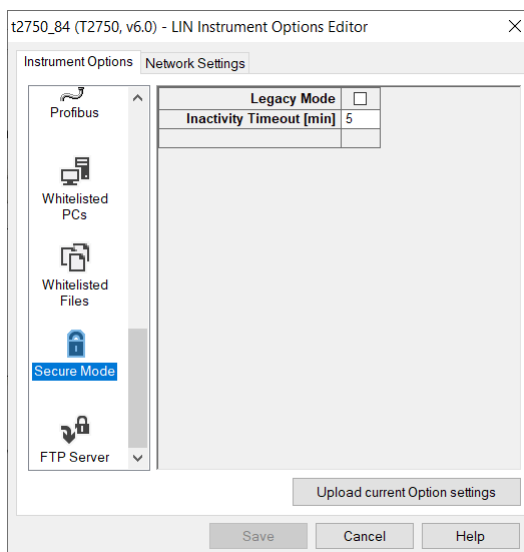 t2750_84 (T2750, v6.0) - LIN Instrument Options Editor
Instrument Options
Network Settings
Profibus
Whitelisted
PCs
Whitelisted
Files
Secure Mode
FTP Server
Legacy Mode
Inactivity Timeout [min] 5
Upload current Option settings
Save
Cancel
Help